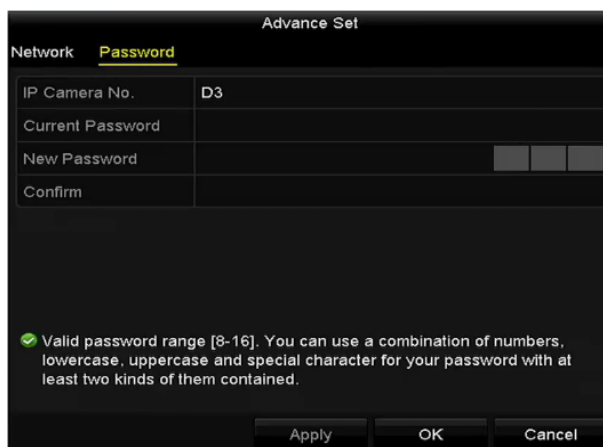 Advance Set
Network Password
IP Camera No. D3
Current Password
New Password
Confirm
Valid password range [8-16]. You can use a combination of numbers,
lowercase, uppercase and special character for your password with at
least two kinds of them contained.
Apply OK Cancel